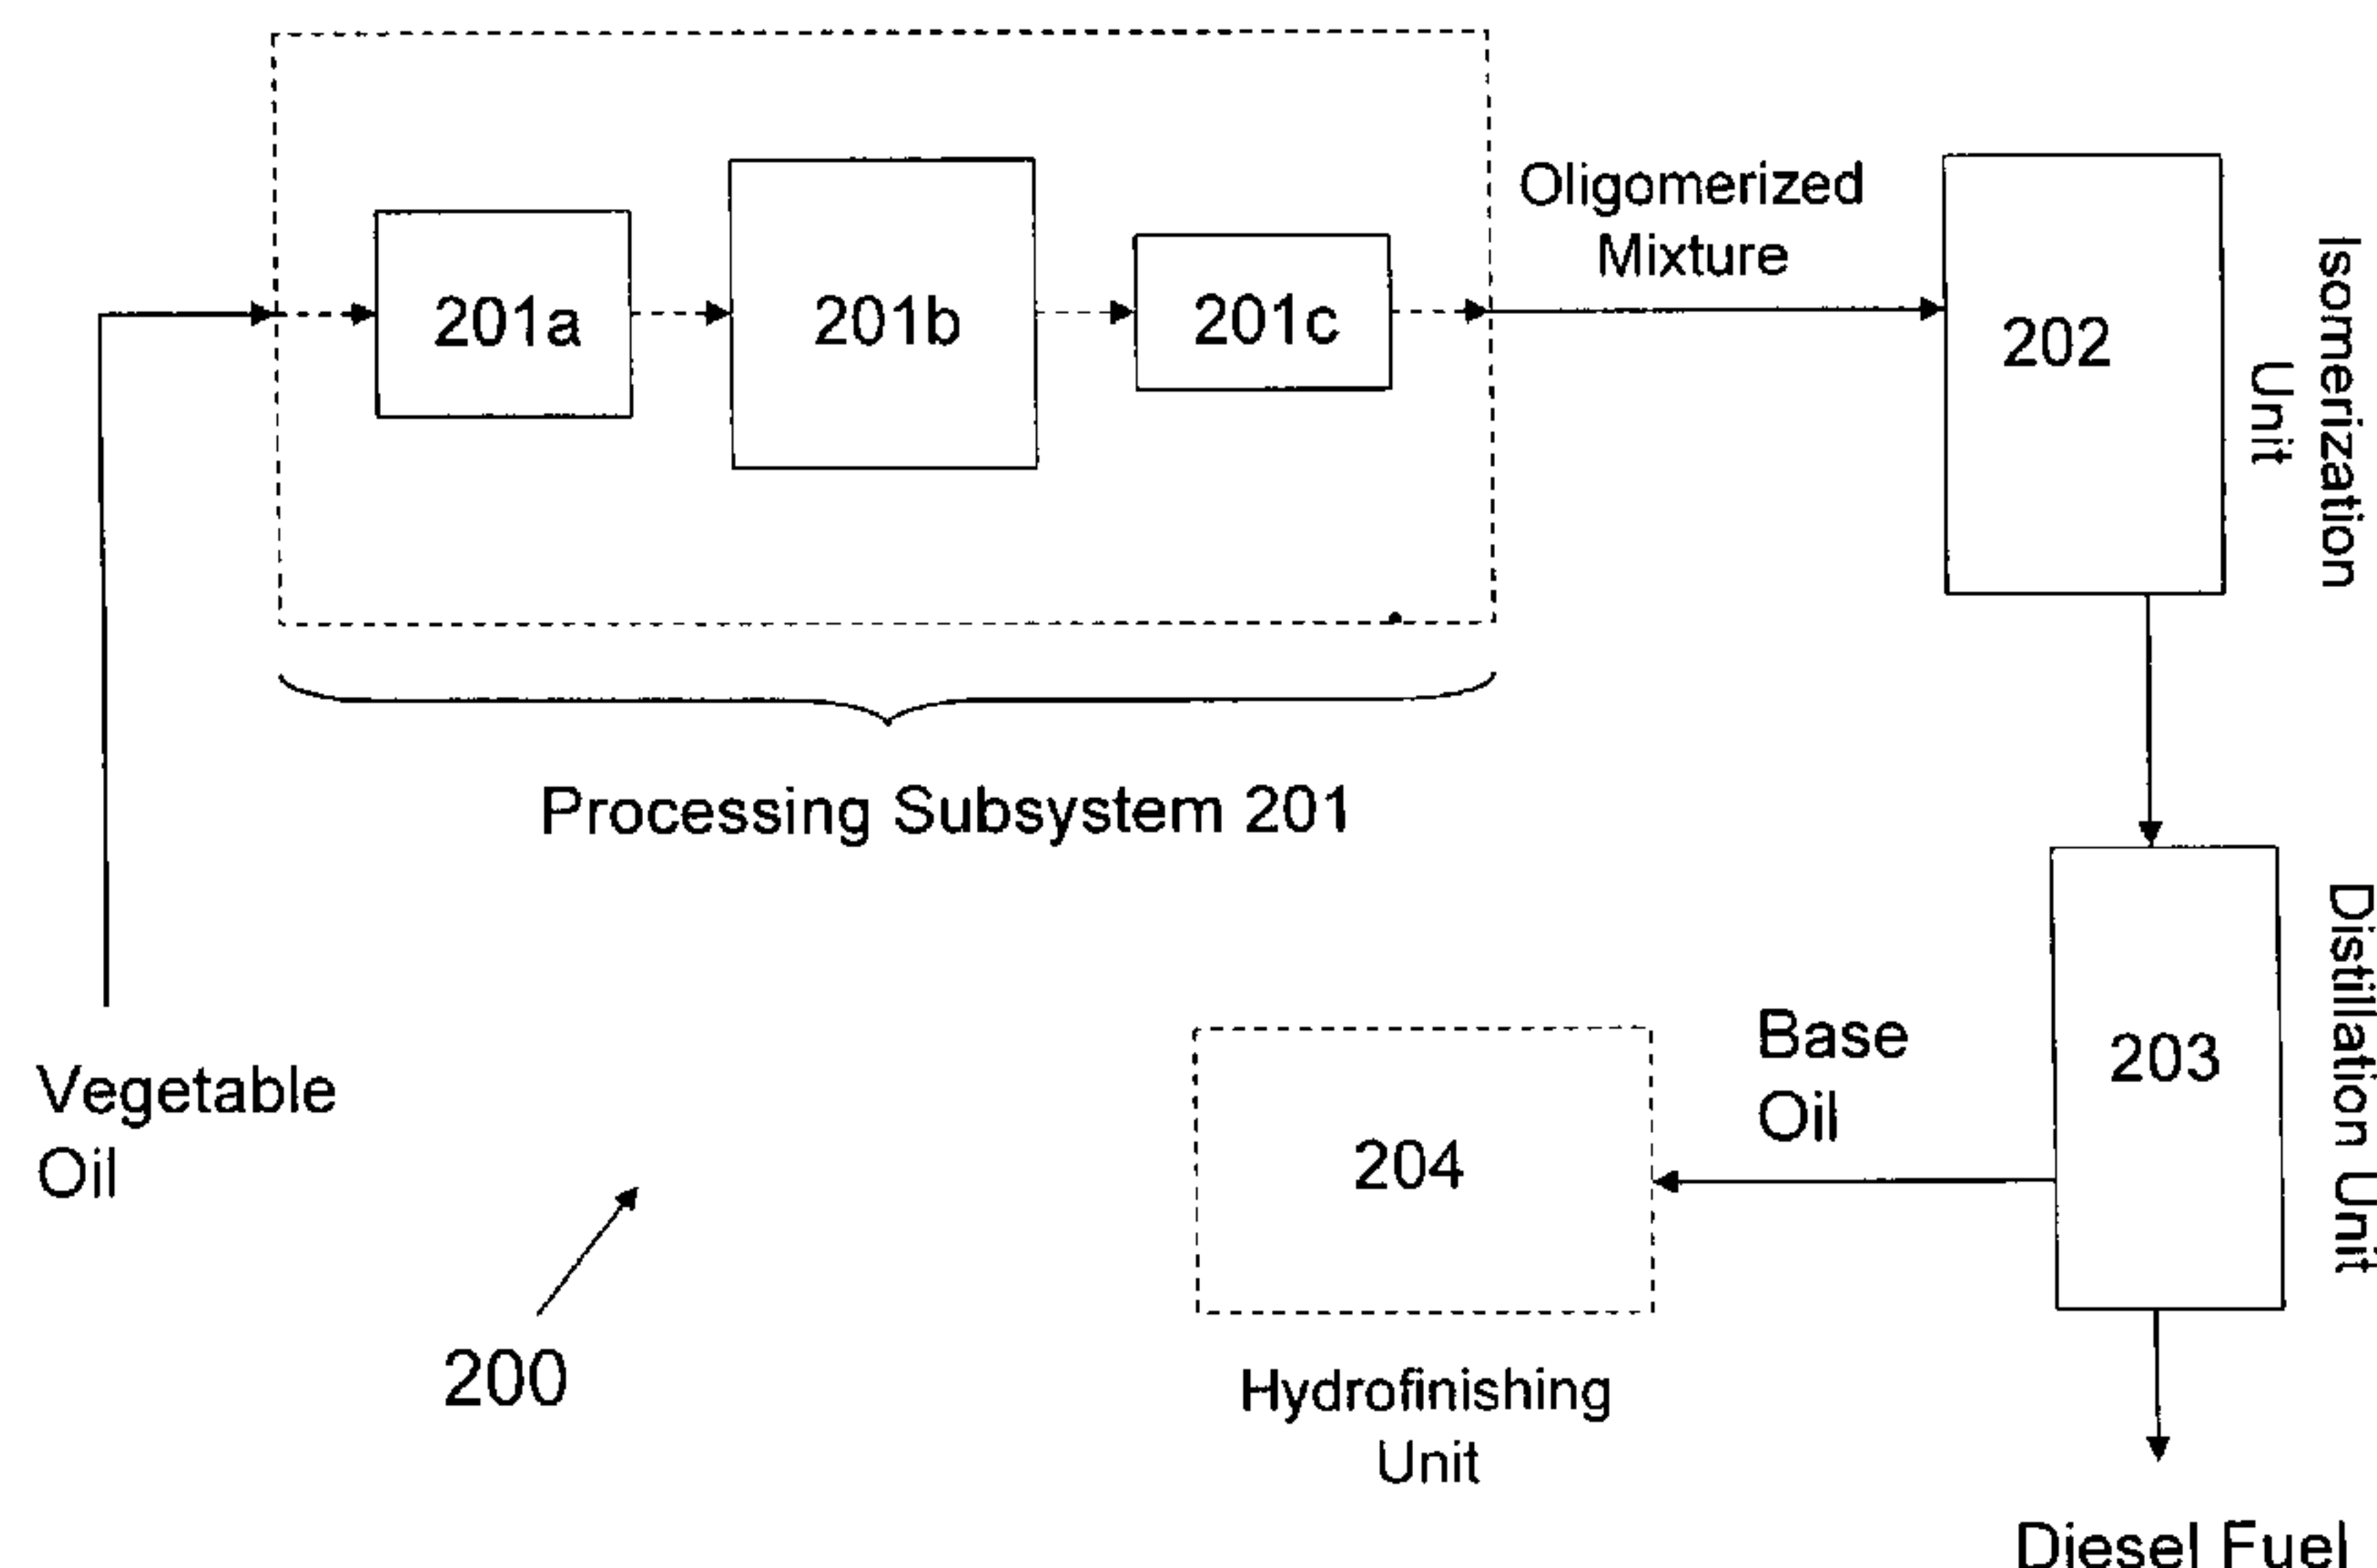 201a
201b
201c
Oligomerized
Mixture
202
Isomerization
Unit
Processing Subsystem 201
Vegetable
Oil
200
204
Hydrofinishing
Unit
Base
Oil
203
Distillation Unit
Diesel Fuel